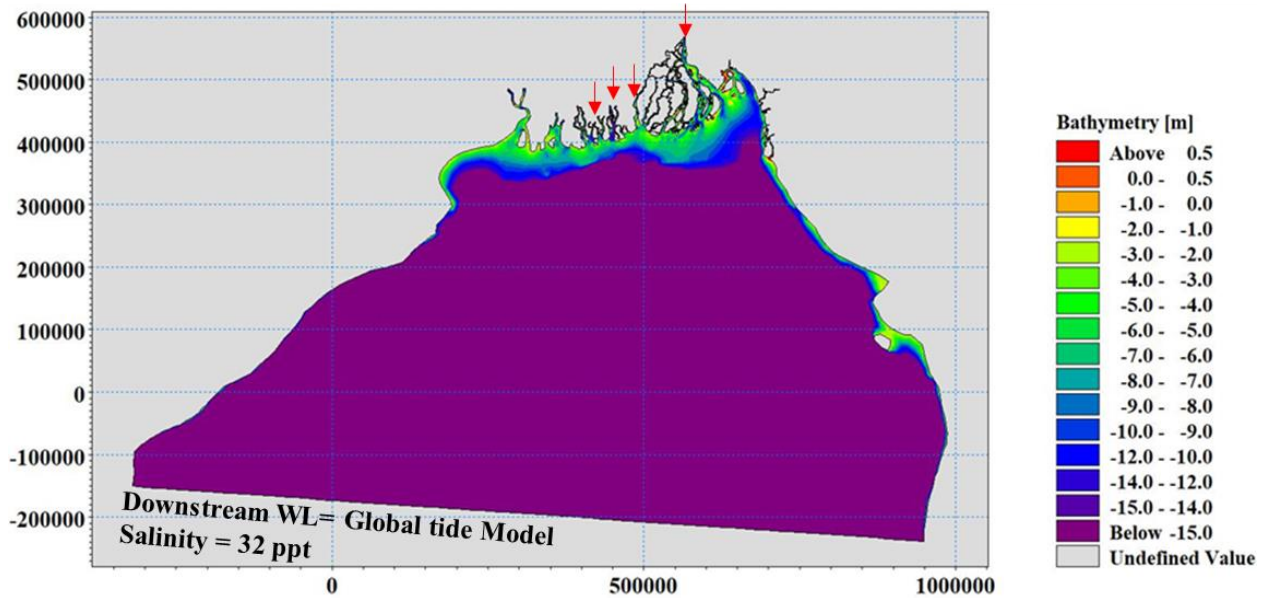 600000
500000
400000
300000
200000
100000
0
-100000
-200000
0
500000
1000000
Downstream WL= Global tide Model
Salinity = 32 ppt
Bathymetry [m]
Above 0.5
0.0 - 0.5
-1.0 - 0.0
-2.0 - -1.0
-3.0 - -2.0
-4.0 - -3.0
-5.0 - -4.0
-6.0 - -5.0
-7.0 - -6.0
-8.0 - -7.0
-9.0 - -8.0
-10.0 - -9.0
-12.0 - -10.0
-14.0 - -12.0
-15.0 - -14.0
Below -15.0
Undefined Value